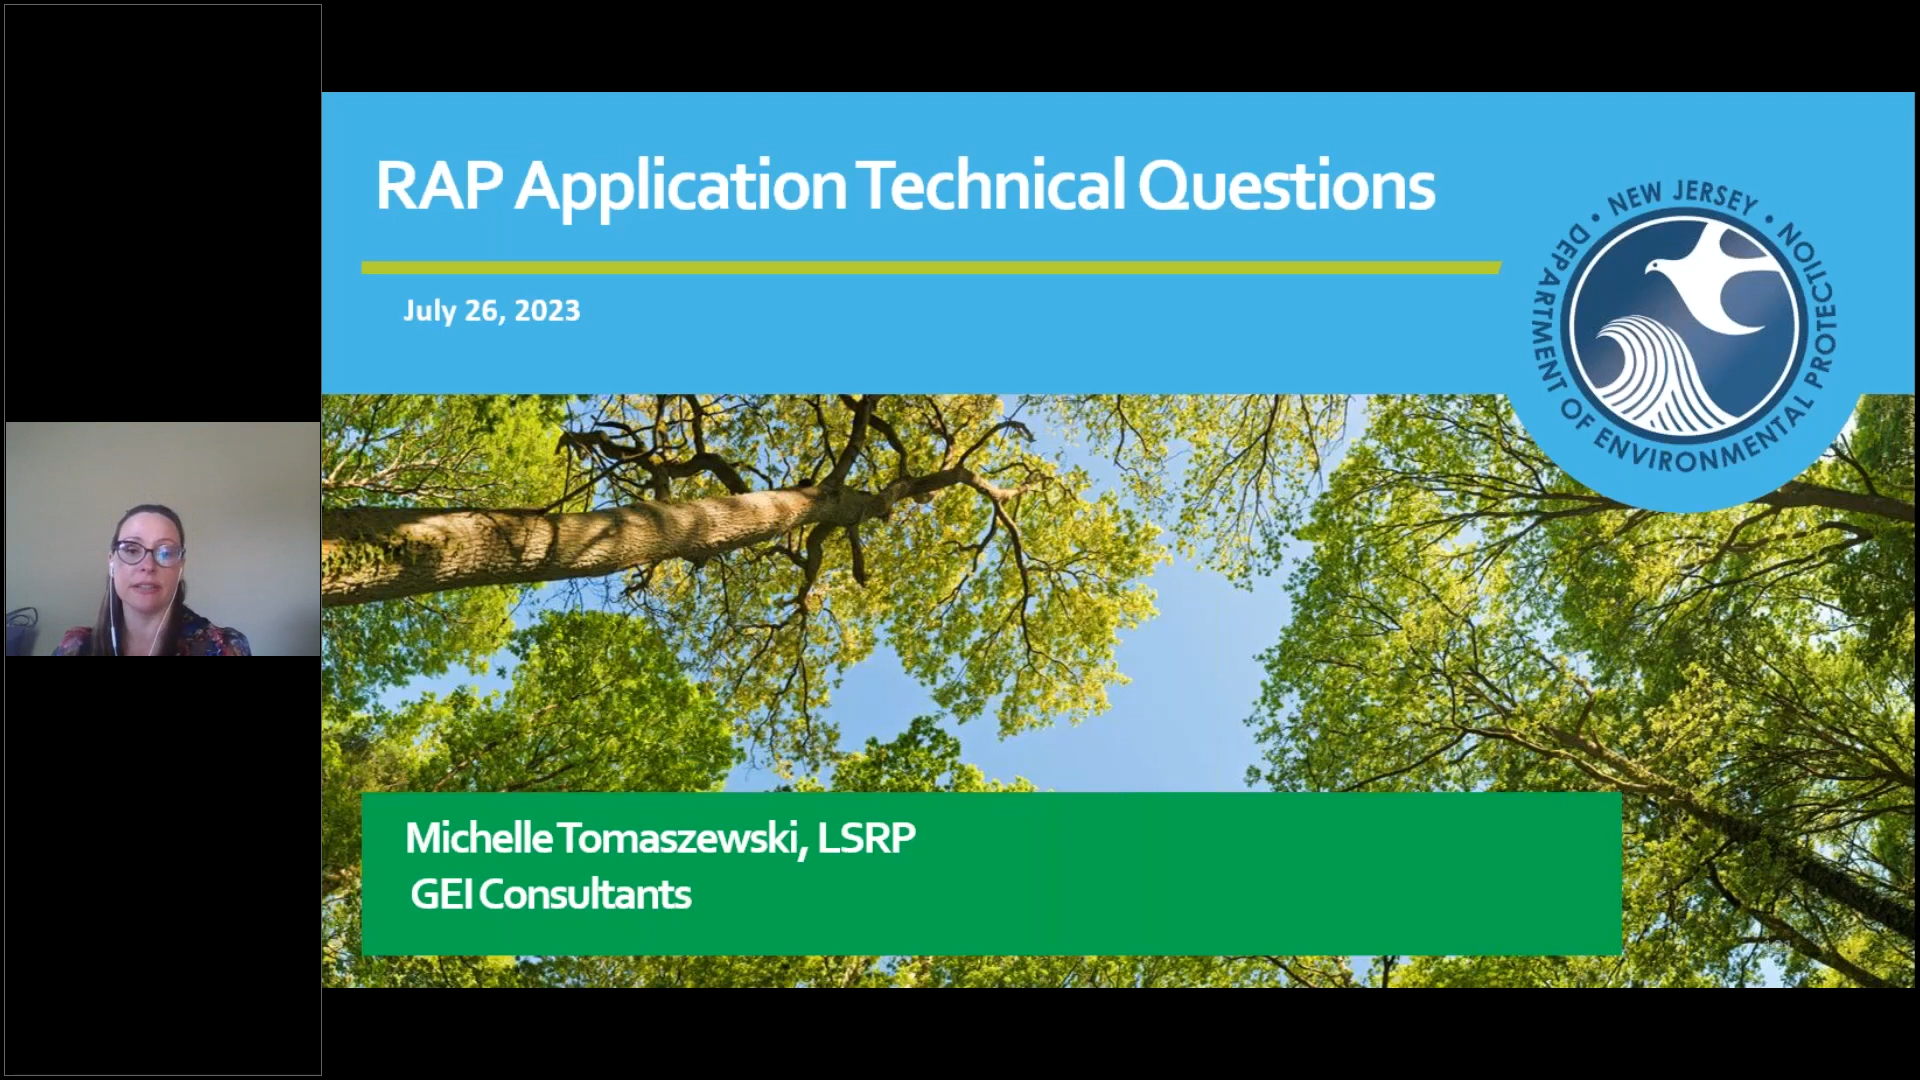 RAP Application Technical Questions
July 26, 2023
• NEW JERSEY •
DEPARTMENT OF ENVIRONMENTAL PROTECTION
Michelle Tomaszewski, LSRP
GEI Consultants